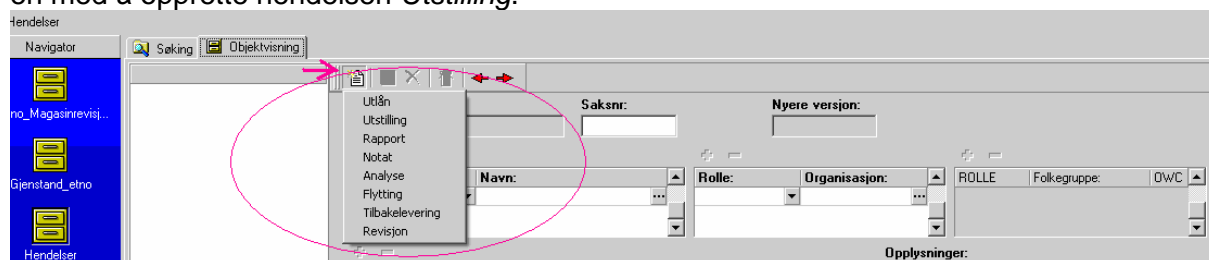 en med å opprette hendelsen Utstilling.
Hendelser
Navigator
Søking
Objektvisning
no_Magasinrevisj...
Gjenstand_etno
Hendelser
Utlån
Utstilling
Rapport
Notat
Analyse
Flytting
Tilbakelevering
Revisjon
Saksnr:
Nyere versjon:
Navn:
Rolle:
Organisasjon:
ROLLE
Folkegruppe:
OWC
Opplysninger: